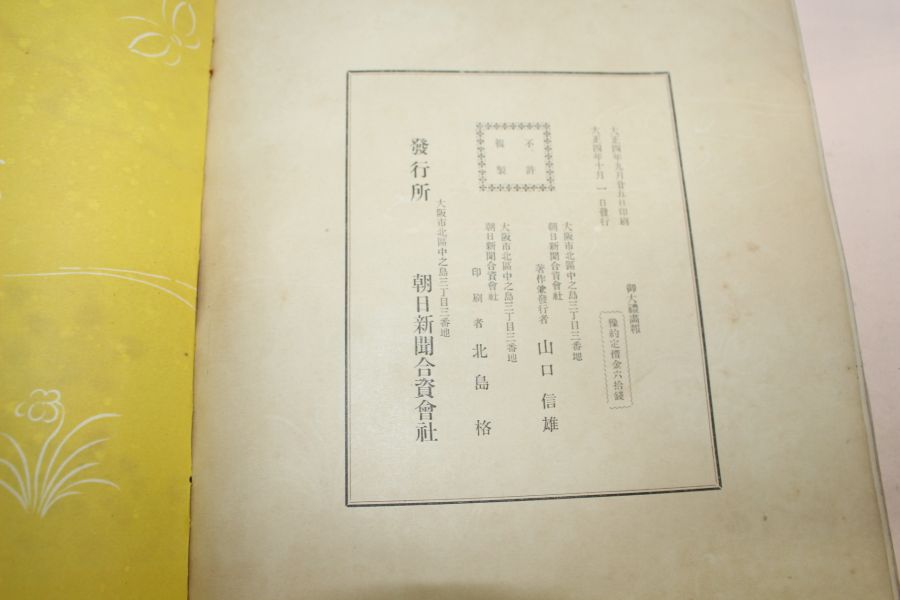 大正四年九月廿五日印刷
大正四年十月一日發行
御大禮畫報
豫約定價金六拾錢
不許
複製
大阪市北區中之島三丁目三番地
朝日新聞合資會社
著作兼發行者 山口信雄
大阪市北區中之島三丁目三番地
朝日新聞合資會社
印刷者 北島格
大阪市北區中之島三丁目三番地
發行所 朝日新聞合資會社